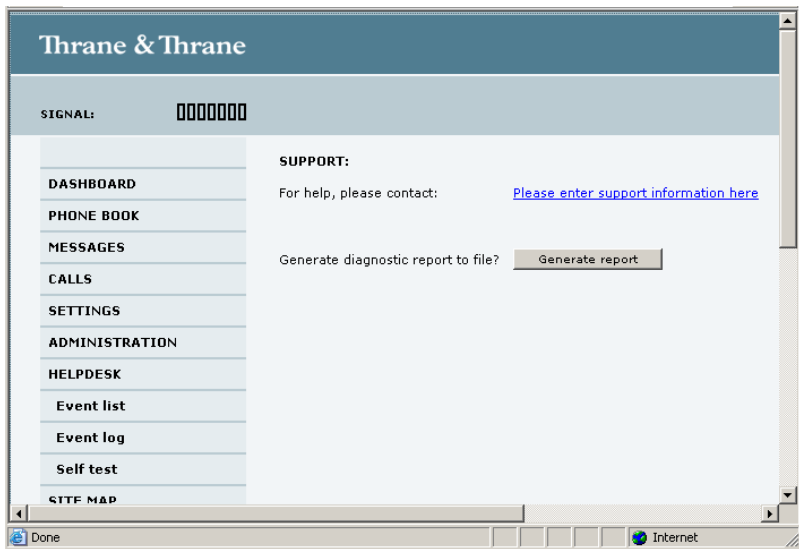 Thrane & Thrane
SIGNAL:
SUPPORT:
DASHBOARD
For help, please contact: Please enter support information here
PHONE BOOK
MESSAGES
Generate diagnostic report to file? Generate report
CALLS
SETTINGS
ADMINISTRATION
HELPDESK
Event list
Event log
Self test
SITE MAP
Done
Internet